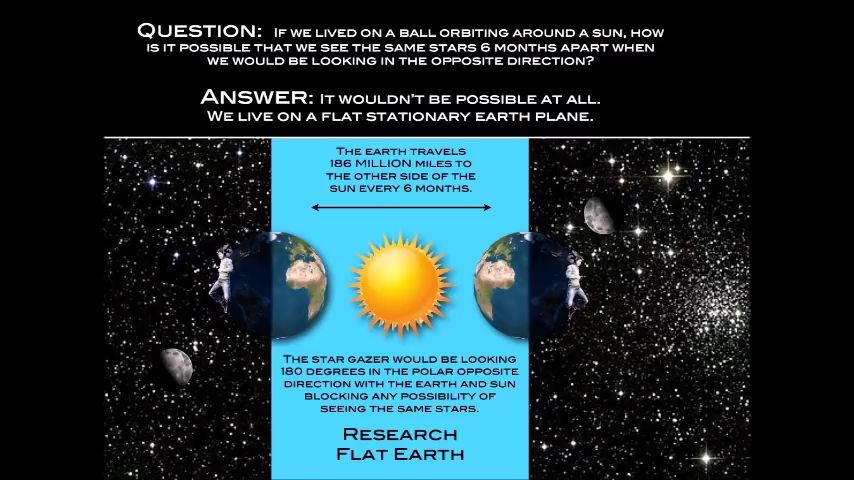 QUESTION: IF WE LIVED ON A BALL ORBITING AROUND A SUN, HOW
IS IT POSSIBLE THAT WE SEE THE SAME STARS 6 MONTHS APART WHEN
WE WOULD BE LOOKING IN THE OPPOSITE DIRECTION?
ANSWER: IT WOULDN'T BE POSSIBLE AT ALL.
WE LIVE ON A FLAT STATIONARY EARTH PLANE.
THE EARTH TRAVELS
186 MILLION MILES TO
THE OTHER SIDE OF THE
SUN EVERY 6 MONTHS.
THE STAR GAZER WOULD BE LOOKING
180 DEGREES IN THE POLAR OPPOSITE
DIRECTION WITH THE EARTH AND SUN
BLOCKING ANY POSSIBILITY OF
SEEING THE SAME STARS.
RESEARCH
FLAT EARTH